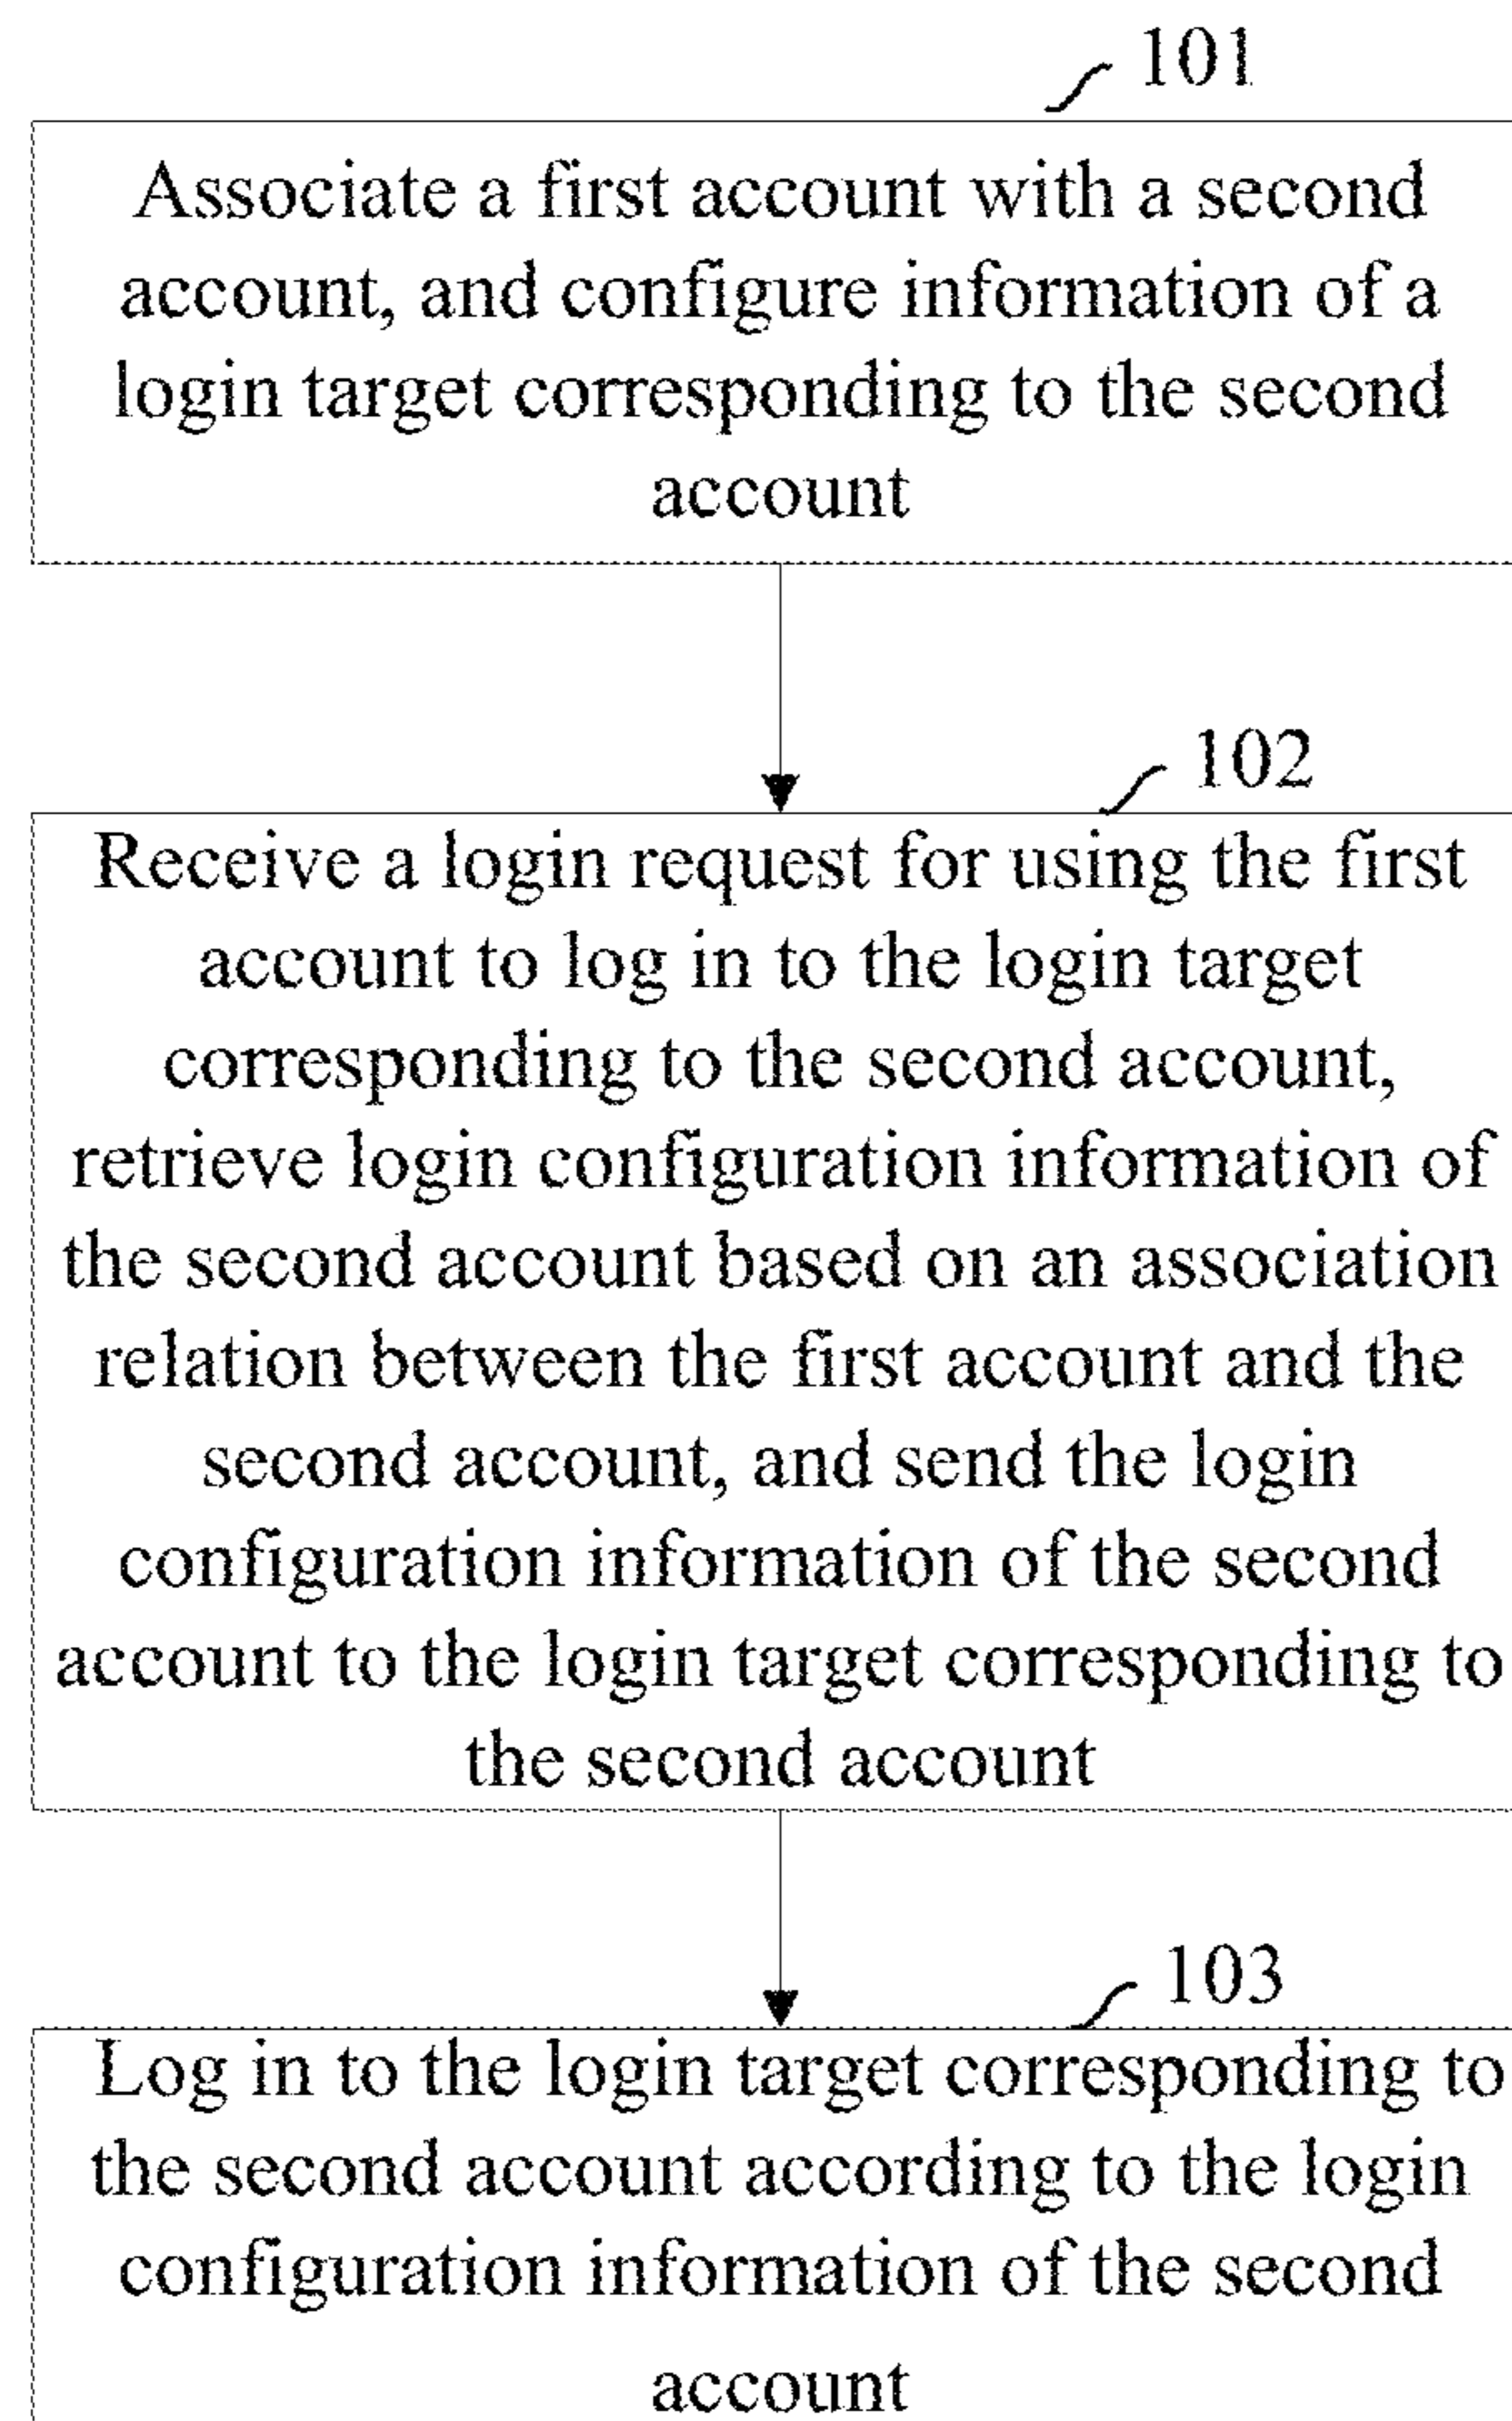 101
Associate a first account with a second
account, and configure information of a
login target corresponding to the second
account
102
Receive a login request for using the first
account to log in to the login target
corresponding to the second account,
retrieve login configuration information of
the second account based on an association
relation between the first account and the
second account, and send the login
configuration information of the second
account to the login target corresponding to
the second account
103
Log in to the login target corresponding to
the second account according to the login
configuration information of the second
account